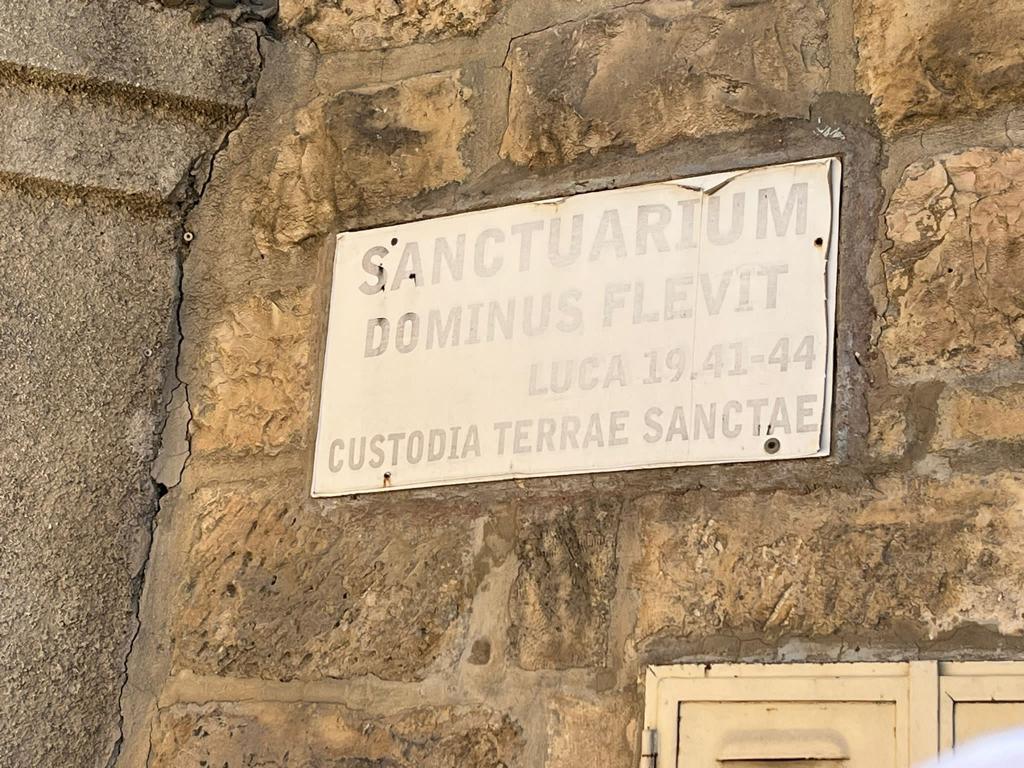 SANCTUARIUM
DOMINUS FLEVIT
LUCA 19.41-44
CUSTODIA TERRAE SANCTAE